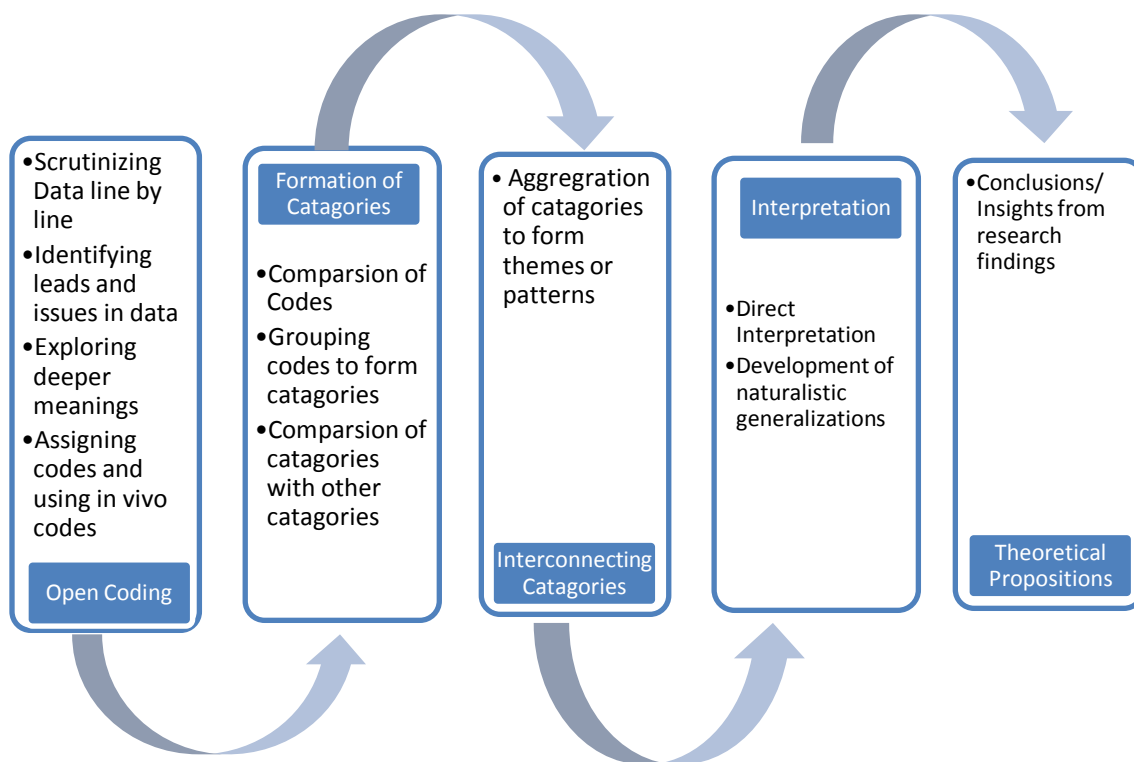 •Scrutinizing
Data line by
line
•Identifying
leads and
issues in data
•Exploring
deeper
meanings
•Assigning
codes and
using in vivo
codes
Open Coding
Formation of
Catagories
•Comparsion of
Codes
•Grouping
codes to form
catagories
•Comparsion of
catagories
with other
catagories
• Aggregration
of catagories
to form
themes or
patterns
Interconnecting
Catagories
Interpretation
•Direct
Interpretation
•Development of
naturalistic
generalizations
•Conclusions/
Insights from
research
findings
Theoretical
Propositions